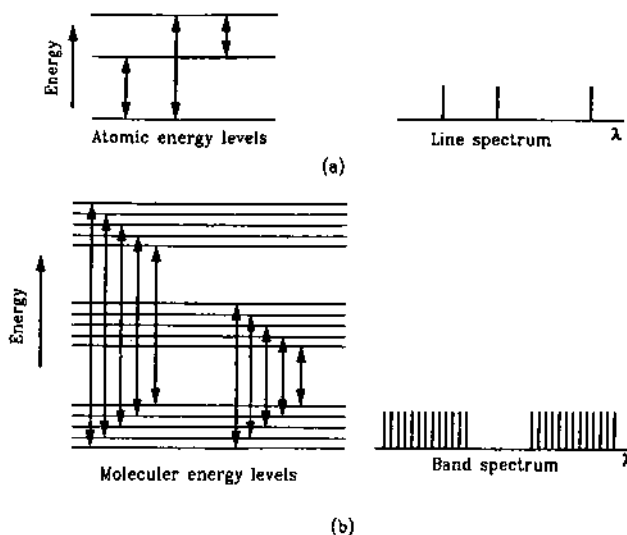 Energy
Atomic energy levels
Line spectrum
λ
(a)
Energy
Moleculer energy levels
Band spectrum
λ
(b)